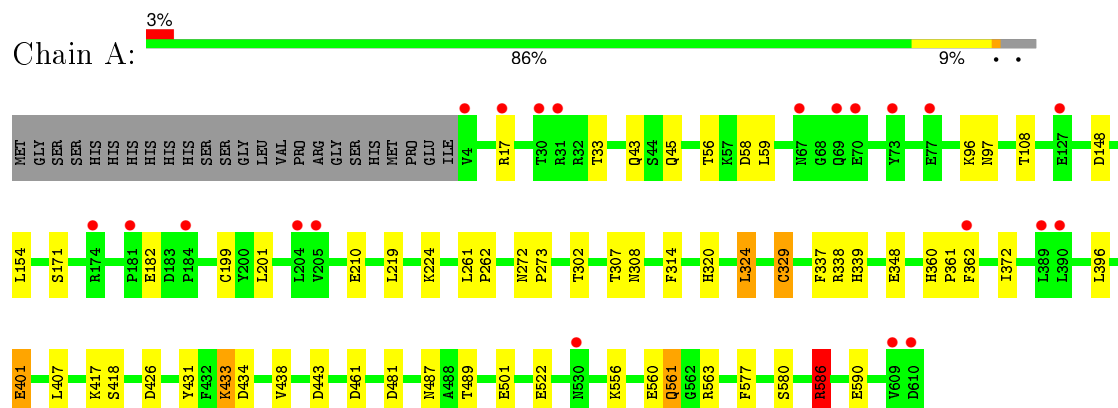 3%
Chain A:
86% 9% • •
MET GLY SER SER HIS HIS HIS HIS HIS HIS SER SER GLY LEU VAL PRO ARG GLY SER HIS MET PRO GLU ILE V4 R17 T30 R31 R32 T33 Q43 S44 Q45 T56 K57 D58 L59 N67 G68 Q69 E70 Y73 E77 K96 N97 T108 E127 D148
L154 S171 R174 P181 E182 D183 P184 C199 Y200 L201 L204 V205 E210 L219 K224 L261 P262 N272 P273 T302 T307 N308 F314 H320 L324 C329 F337 R338 H339 E348 H360 P361 F362 I372 L389 L390 L396
E401 L407 K417 S418 D426 Y431 F432 K433 D434 V438 D443 D461 D481 N487 A488 T489 E501 E522 N530 K556 E560 Q561 G562 R563 F577 S580 R586 E590 V609 D610